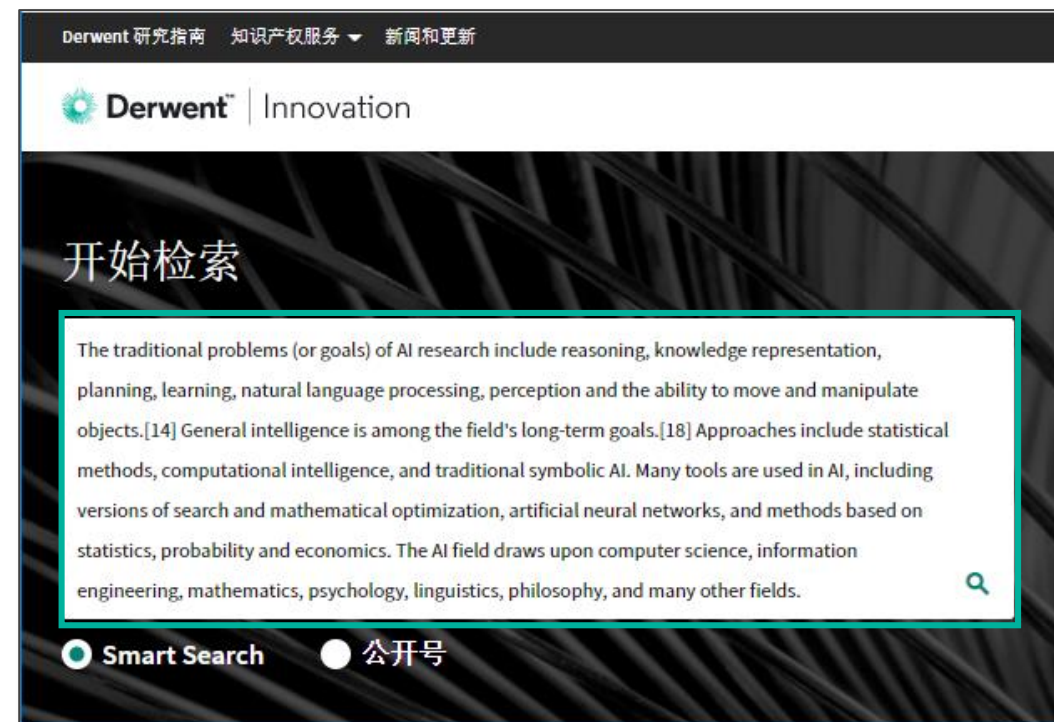 Derwent 研究指南 知识产权服务 新闻和更新
Derwent™ | Innovation
开始检索
The traditional problems (or goals) of AI research include reasoning, knowledge representation,
planning, learning, natural language processing, perception and the ability to move and manipulate
objects.[14] General intelligence is among the field's long-term goals.[18] Approaches include statistical
methods, computational intelligence, and traditional symbolic AI. Many tools are used in AI, including
versions of search and mathematical optimization, artificial neural networks, and methods based on
statistics, probability and economics. The AI field draws upon computer science, information
engineering, mathematics, psychology, linguistics, philosophy, and many other fields.
Smart Search 公开号